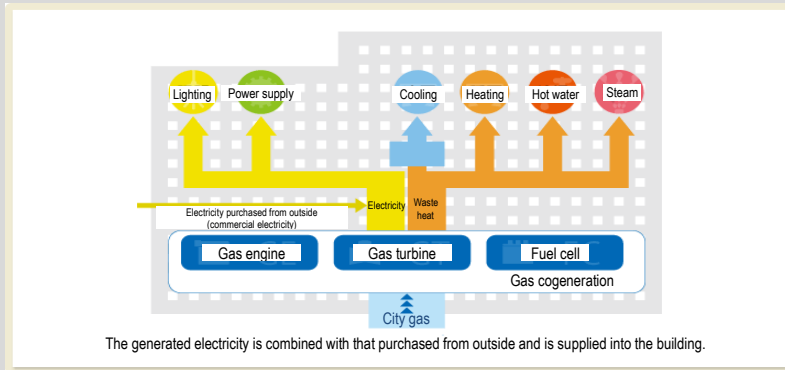 Lighting
Power supply
Cooling
Heating
Hot water
Steam
Electricity
Waste
heat
Electricity purchased from outside
(commercial electricity)
Gas engine
Gas turbine
Fuel cell
Gas cogeneration
City gas
The generated electricity is combined with that purchased from outside and is supplied into the building.